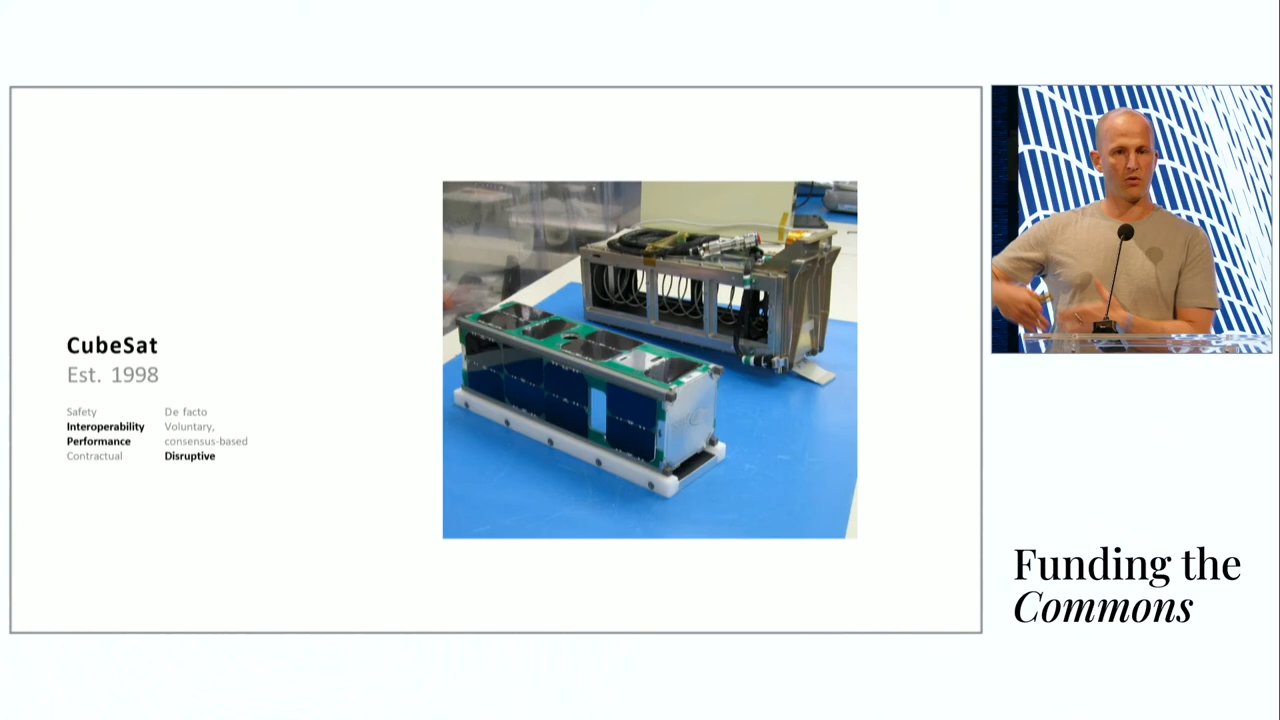 CubeSat
Est. 1998
Safety
Interoperability
Performance
Contractual
De facto
Voluntary,
consensus-based
Disruptive
Funding the
Commons